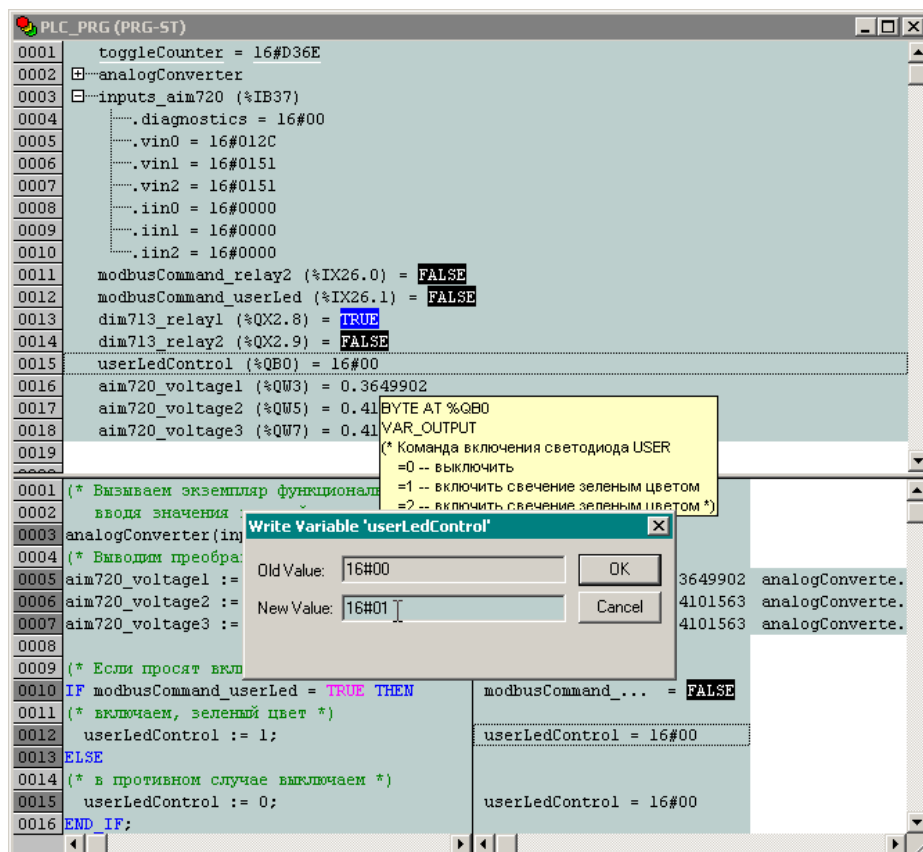 PLC_PRG (PRG-ST)
0001 toggleCounter = 16#D36E
0002 analogConverter
0003 inputs_aim720 (%IB37)
0004 .diagnostics = 16#00
0005 .vin0 = 16#012C
0006 .vin1 = 16#0151
0007 .vin2 = 16#0151
0008 .iin0 = 16#0000
0009 .iin1 = 16#0000
0010 .iin2 = 16#0000
0011 modbusCommand_relay2 (%IX26.0) = FALSE
0012 modbusCommand_userLed (%IX26.1) = FALSE
0013 dim713_relay1 (%QX2.8) = TRUE
0014 dim713_relay2 (%QX2.9) = FALSE
0015 userLedControl (%QB0) = 16#00
0016 aim720_voltage1 (%QW3) = 0.3649902
0017 aim720_voltage2 (%QW5) = 0.41
0018 aim720_voltage3 (%QW7) = 0.41
0019
BYTE AT %QB0
VAR_OUTPUT
(* Команда включения светодиода USER
=0 -- выключить
=1 -- включить свечение зеленым цветом
=2 -- включить свечение зеленым цветом *)
0001 (* Вызываем экземпляр функциональ
0002 вводя значения
0003 analogConverter(inp
0004 (* Выводим преобра
0005 aim720_voltage1 := 3649902 analogConverte.
0006 aim720_voltage2 := 4101563 analogConverte.
0007 aim720_voltage3 := 4101563 analogConverte.
0008
Write Variable 'userLedControl'
Old Value: 16#00 OK
New Value: 16#01 Cancel
0009 (* Если просят вкл
0010 IF modbusCommand_userLed = TRUE THEN modbusCommand_... = FALSE
0011 (* включаем, зеленый цвет *)
0012 userLedControl := 1; userLedControl = 16#00
0013 ELSE
0014 (* в противном случае выключаем *)
0015 userLedControl := 0; userLedControl = 16#00
0016 END_IF;